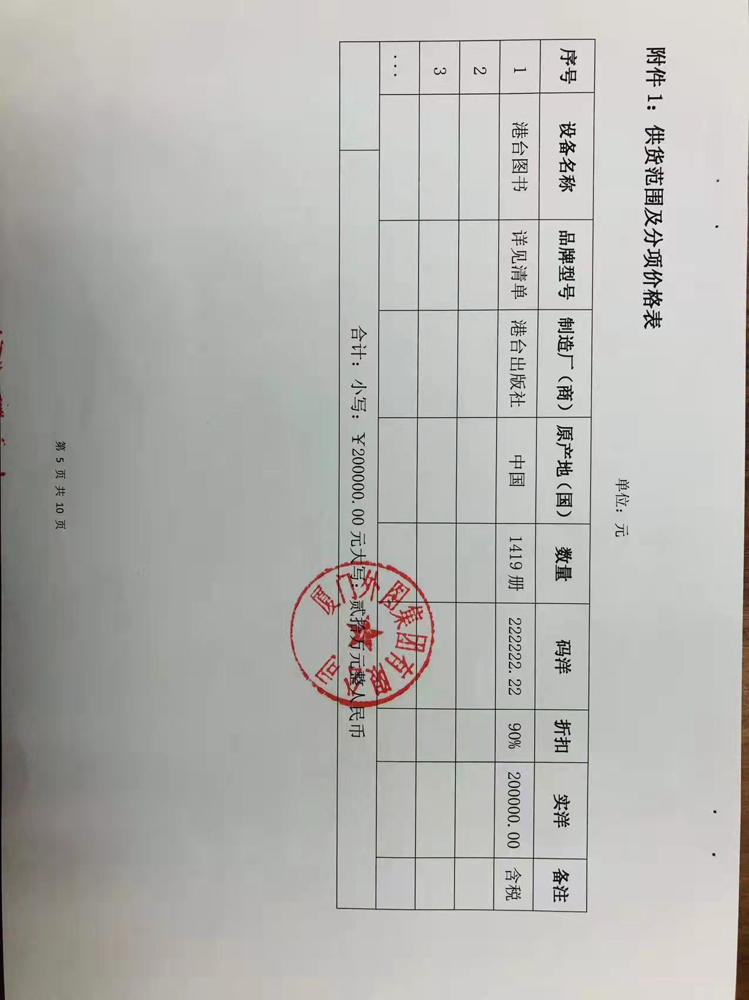 附件 1：供货范围及分项价格表
单位：元
序号 设备名称 品牌型号 制造厂（商） 原产地（国） 数量 码洋 折扣 实洋 备注
1 港台图书 详见清单 港台出版社 中国 1419 册 222222.22 90% 200000.00 含税
2
3
...
合计：小写：￥200000.00 元大写：贰拾万元整人民币
厦门外图集团有限公司
第 5 页 共 10 页